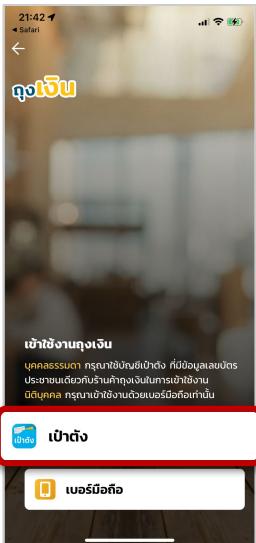 21:42
◄ Safari
ถุงเงิน
เข้าใช้งานถุงเงิน
บุคคลธรรมดา กรุณาใช้บัญชีเป๋าตัง ที่มีข้อมูลเลขบัตร
ประชาชนเดียวกับร้านค้าถุงเงินในการเข้าใช้งาน
นิติบุคคล กรุณาเข้าใช้งานด้วยเบอร์มือถือเท่านั้น
เป๋าตัง เป๋าตัง
เบอร์มือถือ